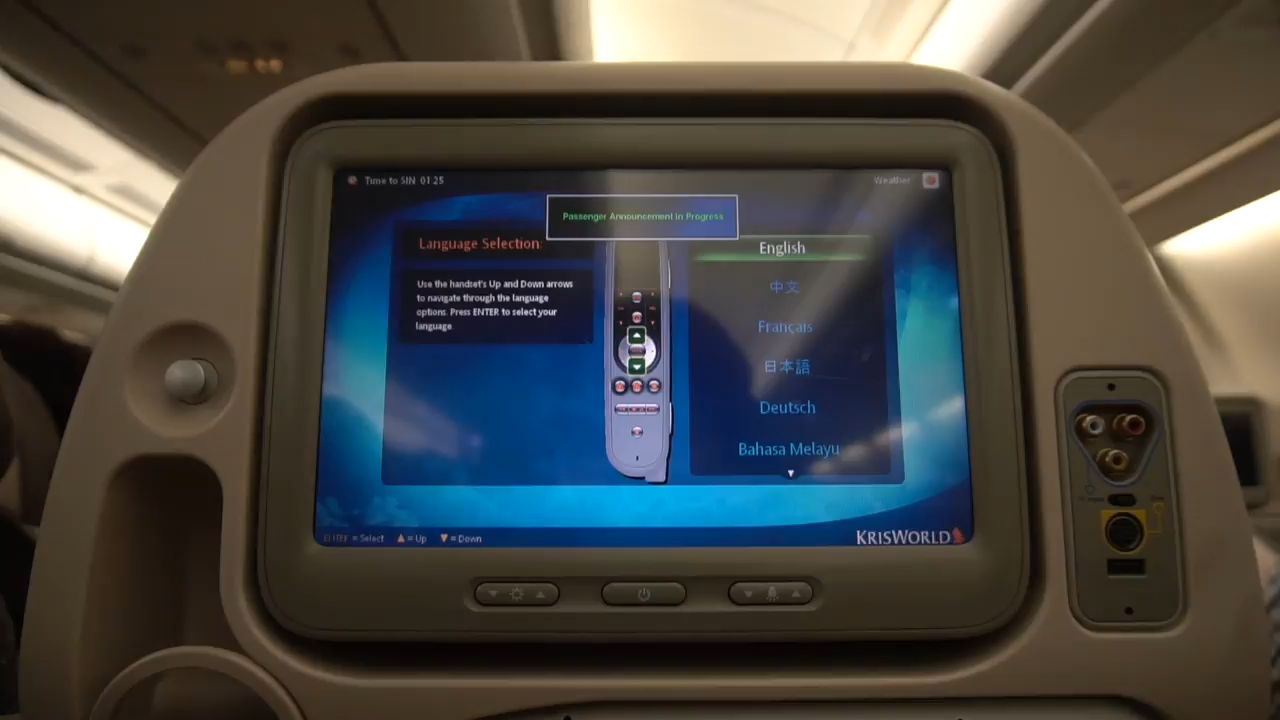 Time to SIN 01:25
Weather
Passenger Announcement In Progress
Language Selection:
Use the handset's Up and Down arrows
to navigate through the language
options. Press ENTER to select your
language
English
中文
Français
日本語
Deutsch
Bahasa Melayu
ENTER = Select ▲ = Up ▼ = Down
KRISWORLD